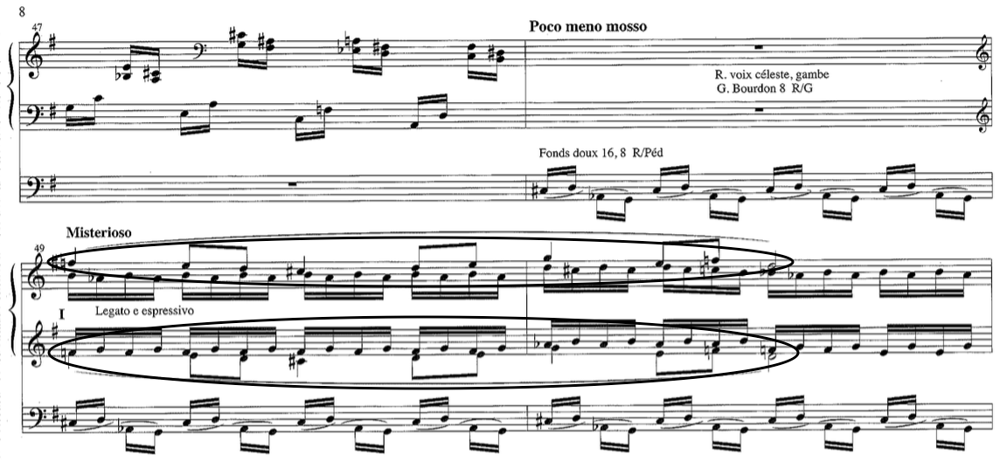 8
47
Poco meno mosso
R. voix céleste, gambe
G. Bourdon 8 R/G
Fonds doux 16, 8 R/Péd
Misterioso
49
I
Legato e espressivo